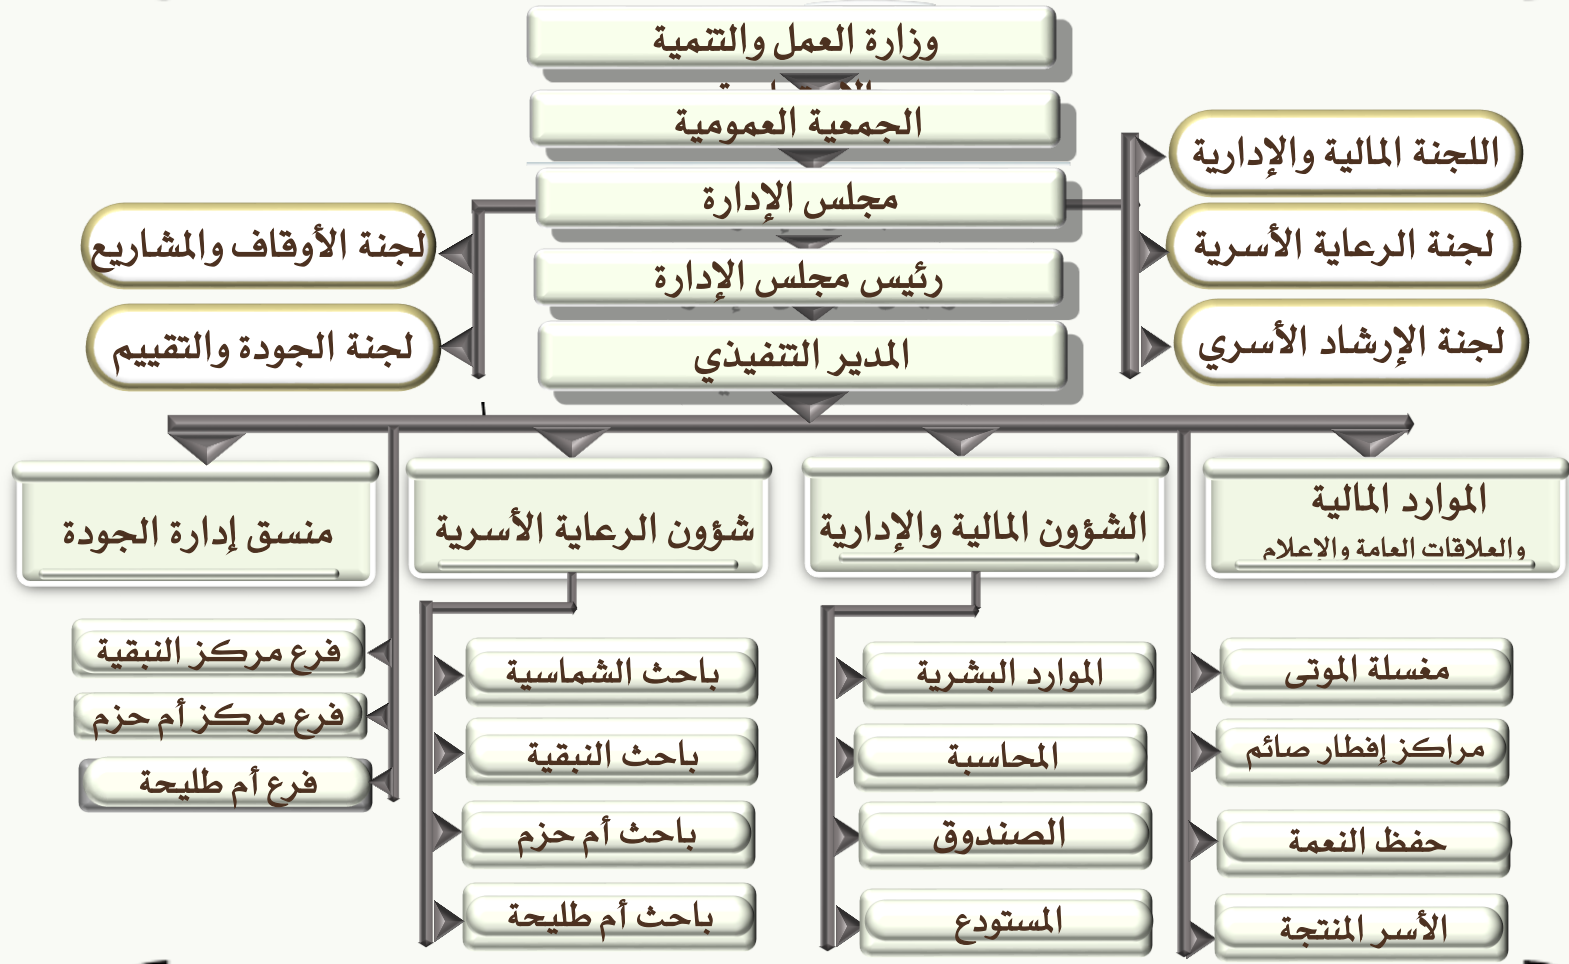 وزارة العمل والتنمية
الجمعية العمومية
مجلس الإدارة
رئيس مجلس الإدارة
المدير التنفيذي
اللجنة المالية والإدارية
لجنة الرعاية الأسرية
لجنة الإرشاد الأسري
لجنة الأوقاف والمشاريع
لجنة الجودة والتقييم
الموارد المالية
والعلاقات العامة والإعلام
الشؤون المالية والإدارية
شؤون الرعاية الأسرية
منسق إدارة الجودة
مغسلة الموتى
مراكز إفطار صائم
حفظ النعمة
الأسر المنتجة
الموارد البشرية
المحاسبة
الصندوق
المستودع
باحث الشماسية
باحث النبقية
باحث أم حزم
باحث أم طليحة
فرع مركز النبقية
فرع مركز أم حزم
فرع أم طليحة